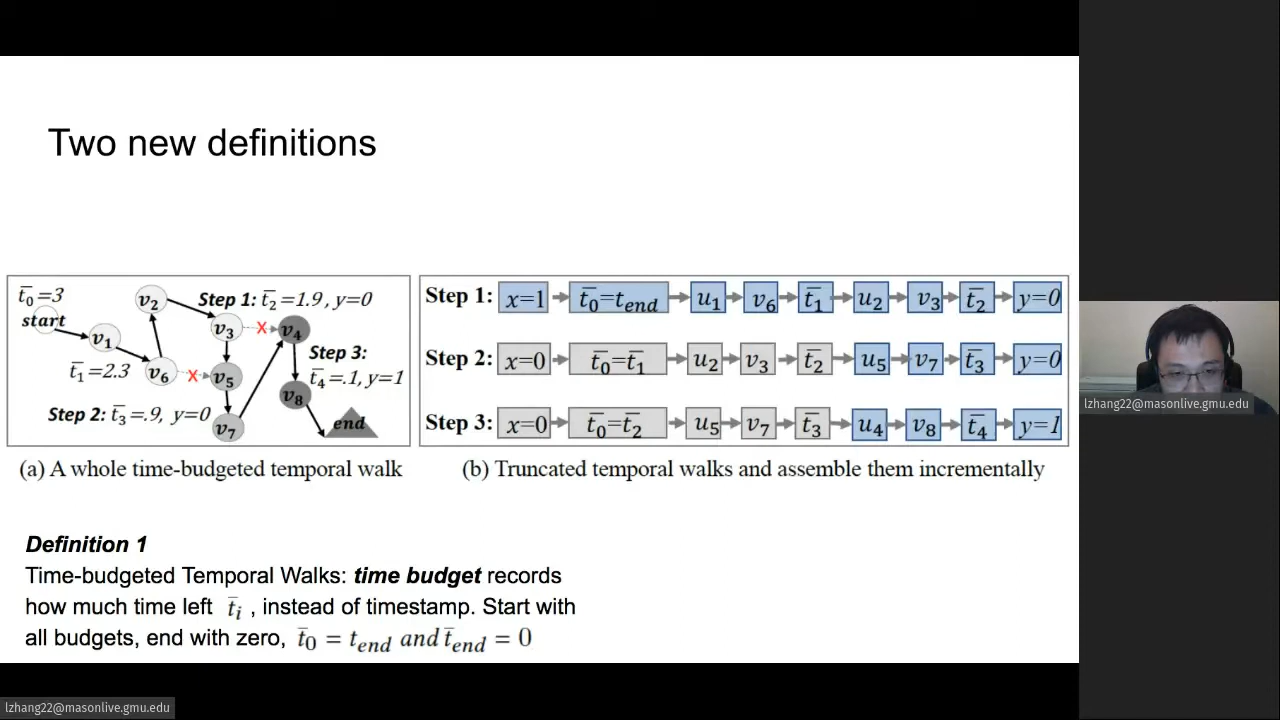 Two new definitions
t̄₀=3
start
v₁
v₂
v₃
v₄
v₅
v₆
v₇
v₈
end
X
X
t̄₁=2.3
Step 1: t̄₂=1.9, y=0
Step 2: t̄₃=.9, y=0
Step 3:
t̄₄=.1, y=1
(a) A whole time-budgeted temporal walk
Step 1: x=1 t̄₀=t_end u₁ v₆ t̄₁ u₂ v₃ t̄₂ y=0
Step 2: x=0 t̄₀=t̄₁ u₂ v₃ t̄₂ u₅ v₇ t̄₃ y=0
Step 3: x=0 t̄₀=t̄₂ u₅ v₇ t̄₃ u₄ v₈ t̄₄ y=1
(b) Truncated temporal walks and assemble them incrementally
Definition 1
Time-budgeted Temporal Walks: time budget records
how much time left t̄ᵢ , instead of timestamp. Start with
all budgets, end with zero, t̄₀ = t_end and t̄_end = 0
lzhang22@masonlive.gmu.edu
lzhang22@masonlive.gmu.edu